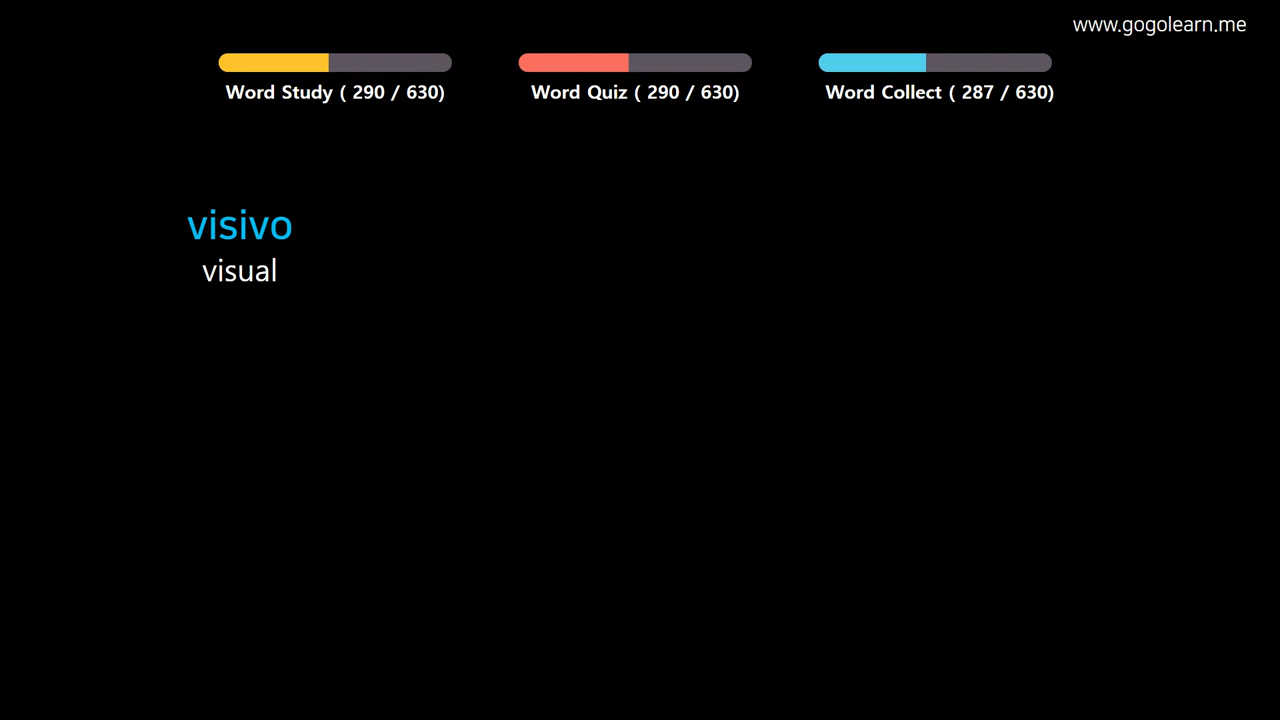 www.gogolearn.me
Word Study ( 290 / 630)
Word Quiz ( 290 / 630)
Word Collect ( 287 / 630)
visivo
visual